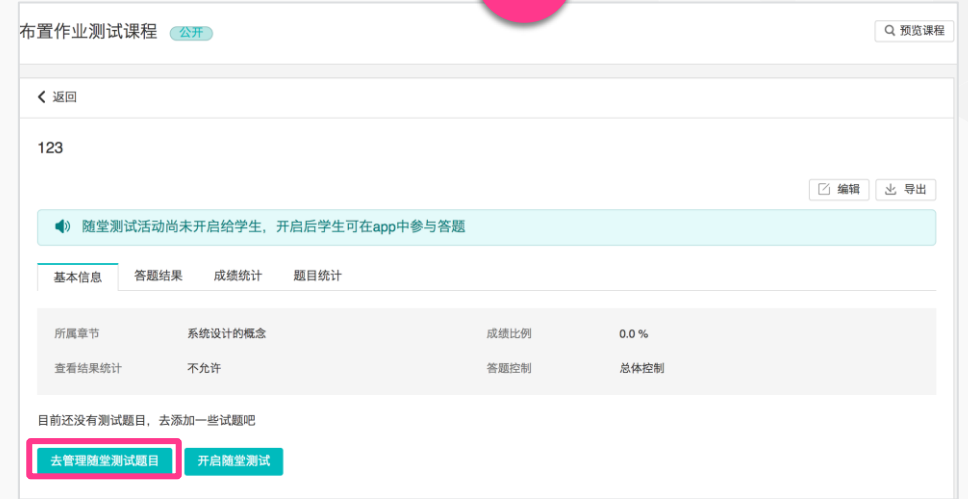 布置作业测试课程 公开 预览课程
返回
123
编辑 导出
随堂测试活动尚未开启给学生，开启后学生可在app中参与答题
基本信息 答题结果 成绩统计 题目统计
所属章节 系统设计的概念 成绩比例 0.0 %
查看结果统计 不允许 答题控制 总体控制
目前还没有测试题目，去添加一些试题吧
去管理随堂测试题目 开启随堂测试